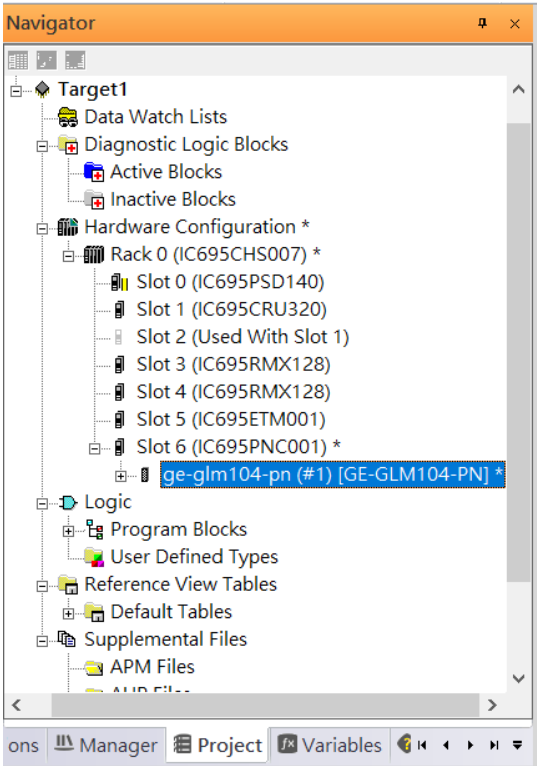 Navigator
Target1
Data Watch Lists
Diagnostic Logic Blocks
Active Blocks
Inactive Blocks
Hardware Configuration *
Rack 0 (IC695CHS007) *
Slot 0 (IC695PSD140)
Slot 1 (IC695CRU320)
Slot 2 (Used With Slot 1)
Slot 3 (IC695RMX128)
Slot 4 (IC695RMX128)
Slot 5 (IC695ETM001)
Slot 6 (IC695PNC001) *
ge-glm104-pn (#1) [GE-GLM104-PN] *
Logic
Program Blocks
User Defined Types
Reference View Tables
Default Tables
Supplemental Files
APM Files
ons Manager Project Variables